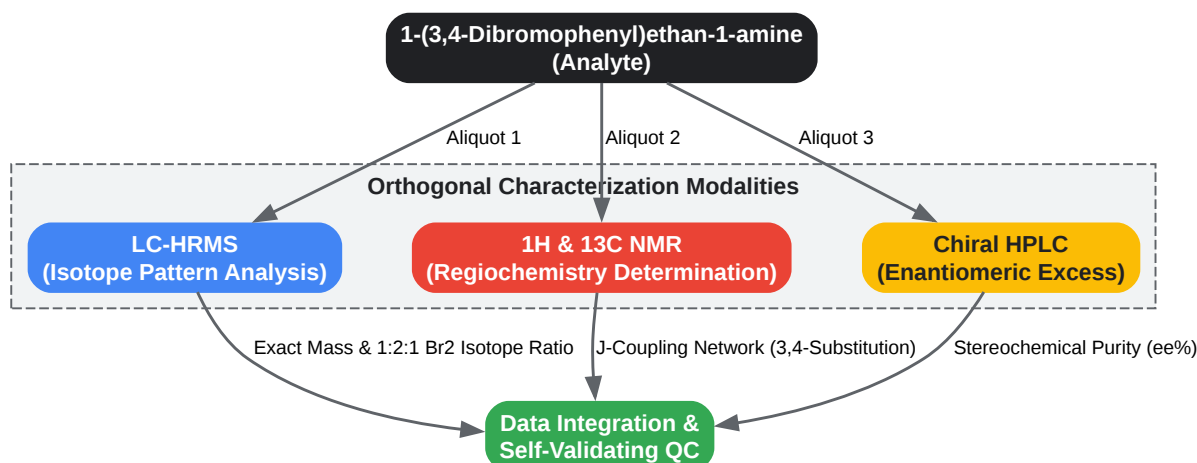 1-(3,4-Dibromophenyl)ethan-1-amine
(Analyte)
Aliquot 1
Aliquot 2
Aliquot 3
Orthogonal Characterization Modalities
LC-HRMS
(Isotope Pattern Analysis)
1H & 13C NMR
(Regiochemistry Determination)
Chiral HPLC
(Enantiomeric Excess)
Exact Mass & 1:2:1 Br2 Isotope Ratio
J-Coupling Network (3,4-Substitution)
Stereochemical Purity (ee%)
Data Integration &
Self-Validating QC